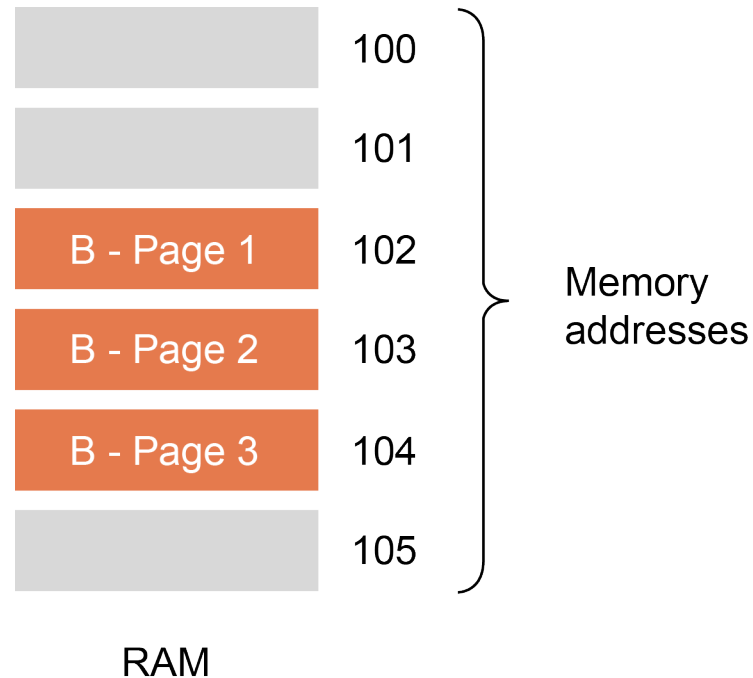 100
101
B - Page 1 102
B - Page 2 103
B - Page 3 104
105
Memory
addresses
RAM